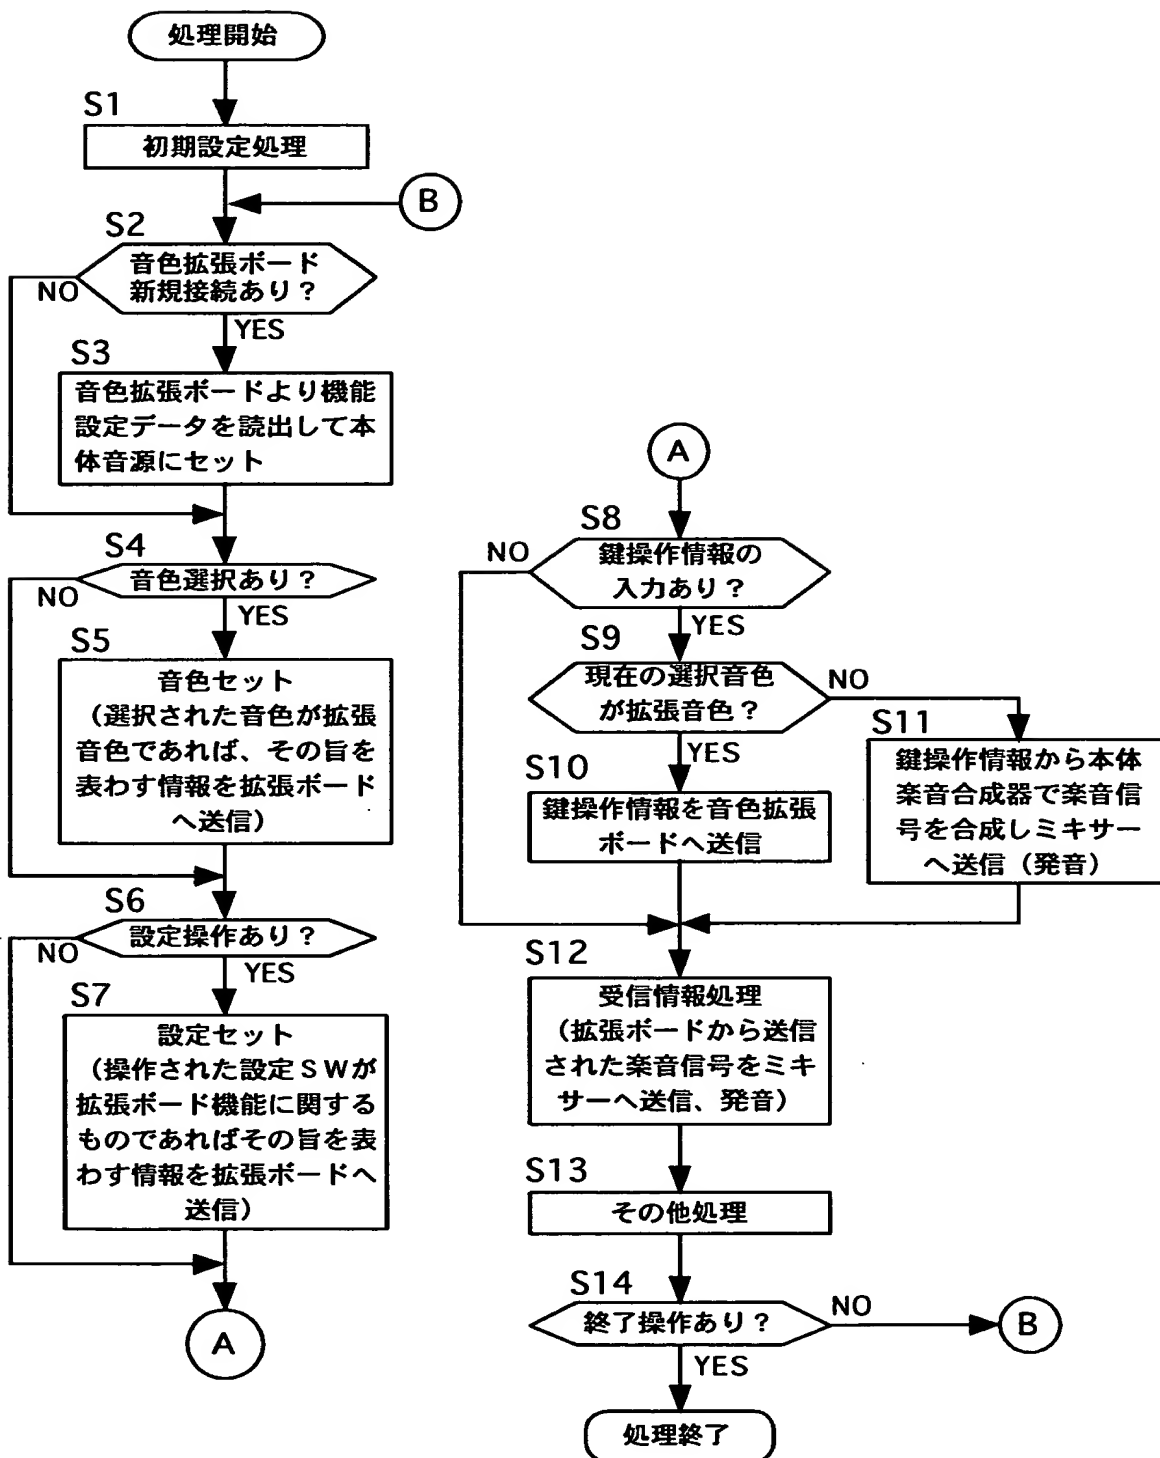 処理開始
S1
初期設定処理
B
S2
音色拡張ボード
新規接続あり？
NO
YES
S3
音色拡張ボードより機能
設定データを読出して本
体音源にセット
S4
音色選択あり？
NO
YES
S5
音色セット
（選択された音色が拡張
音色であれば、その旨を
表わす情報を拡張ボード
へ送信）
S6
設定操作あり？
NO
YES
S7
設定セット
（操作された設定ＳＷが
拡張ボード機能に関する
ものであればその旨を表
わす情報を拡張ボードへ
送信）
A
A
S8
鍵操作情報の
入力あり？
NO
YES
S9
現在の選択音色
が拡張音色？
NO
YES
S10
鍵操作情報を音色拡張
ボードへ送信
S11
鍵操作情報から本体
楽音合成器で楽音信
号を合成しミキサー
へ送信（発音）
S12
受信情報処理
（拡張ボードから送信
された楽音信号をミキ
サーへ送信、発音）
S13
その他処理
S14
終了操作あり？
NO
B
YES
処理終了